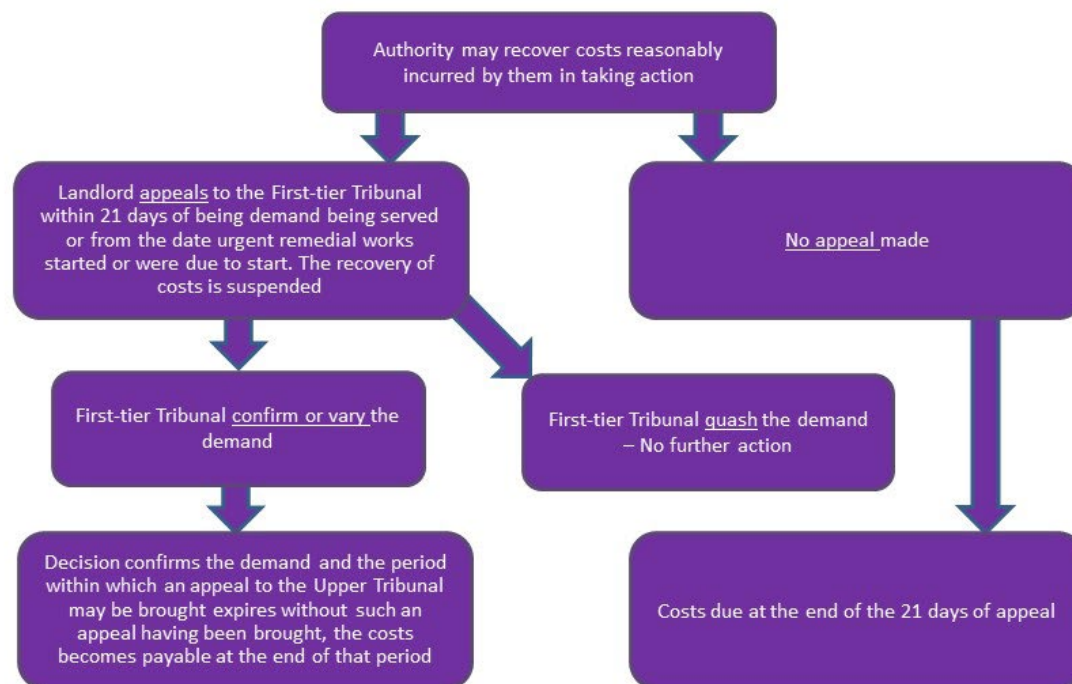 Authority may recover costs reasonably
incurred by them in taking action
Landlord appeals to the First-tier Tribunal
within 21 days of being demand being served
or from the date urgent remedial works
started or were due to start. The recovery of
costs is suspended
No appeal made
First-tier Tribunal confirm or vary the
demand
First-tier Tribunal quash the demand
– No further action
Decision confirms the demand and the period
within which an appeal to the Upper Tribunal
may be brought expires without such an
appeal having been brought, the costs
becomes payable at the end of that period
Costs due at the end of the 21 days of appeal